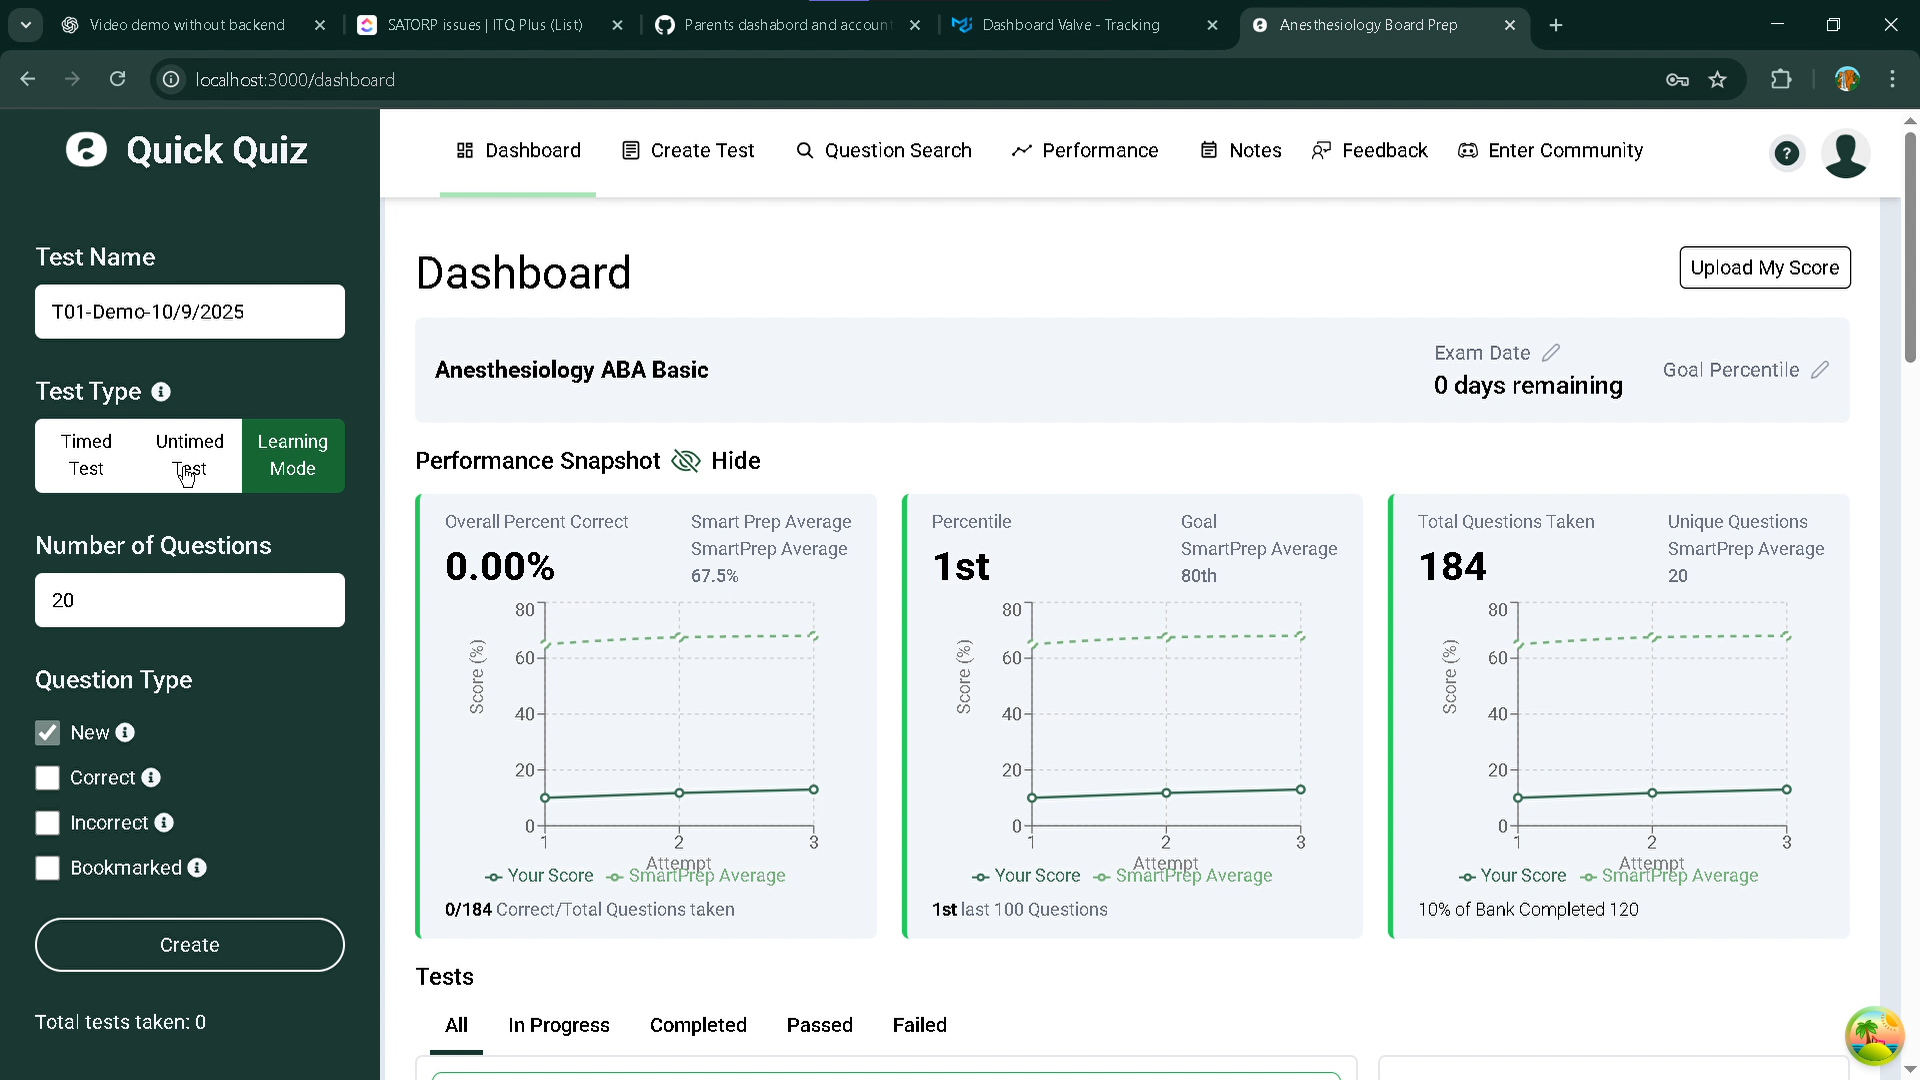 Video demo without backend
SATORP issues | ITQ Plus (List)
Parents dashabord and accoun
Dashboard Valve - Tracking
Anesthesiology Board Prep
localhost:3000/dashboard
Quick Quiz
Dashboard
Create Test
Question Search
Performance
Notes
Feedback
Enter Community
?
Test Name
T01-Demo-10/9/2025
Test Type
Timed Test
Untimed Test
Learning Mode
Number of Questions
20
Question Type
New
Correct
Incorrect
Bookmarked
Create
Total tests taken: 0
Dashboard
Upload My Score
Anesthesiology ABA Basic
Exam Date
0 days remaining
Goal Percentile
Performance Snapshot Hide
Overall Percent Correct
0.00%
Smart Prep Average
SmartPrep Average
67.5%
80
60
40
20
0
Score (%)
1 2 3
Attempt
Your Score SmartPrep Average
0/184 Correct/Total Questions taken
Percentile
1st
Goal
SmartPrep Average
80th
80
60
40
20
0
Score (%)
1 2 3
Attempt
Your Score SmartPrep Average
1st last 100 Questions
Total Questions Taken
184
Unique Questions
SmartPrep Average
20
80
60
40
20
0
Score (%)
1 2 3
Attempt
Your Score SmartPrep Average
10% of Bank Completed 120
Tests
All
In Progress
Completed
Passed
Failed